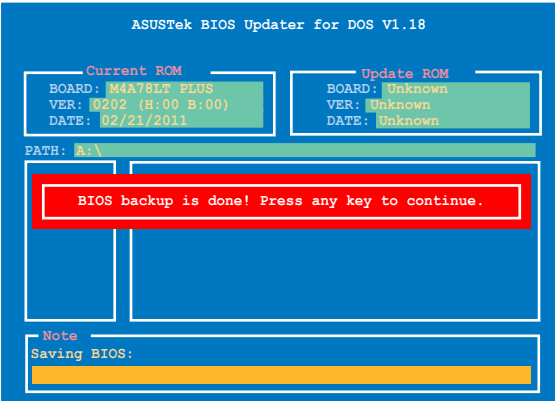 ASUSTek BIOS Updater for DOS V1.18
Current ROM
BOARD: M4A78LT PLUS
VER: 0202 (H:00 B:00)
DATE: 02/21/2011
Update ROM
BOARD: Unknown
VER: Unknown
DATE: Unknown
PATH: A:\
BIOS backup is done! Press any key to continue.
Note
Saving BIOS: